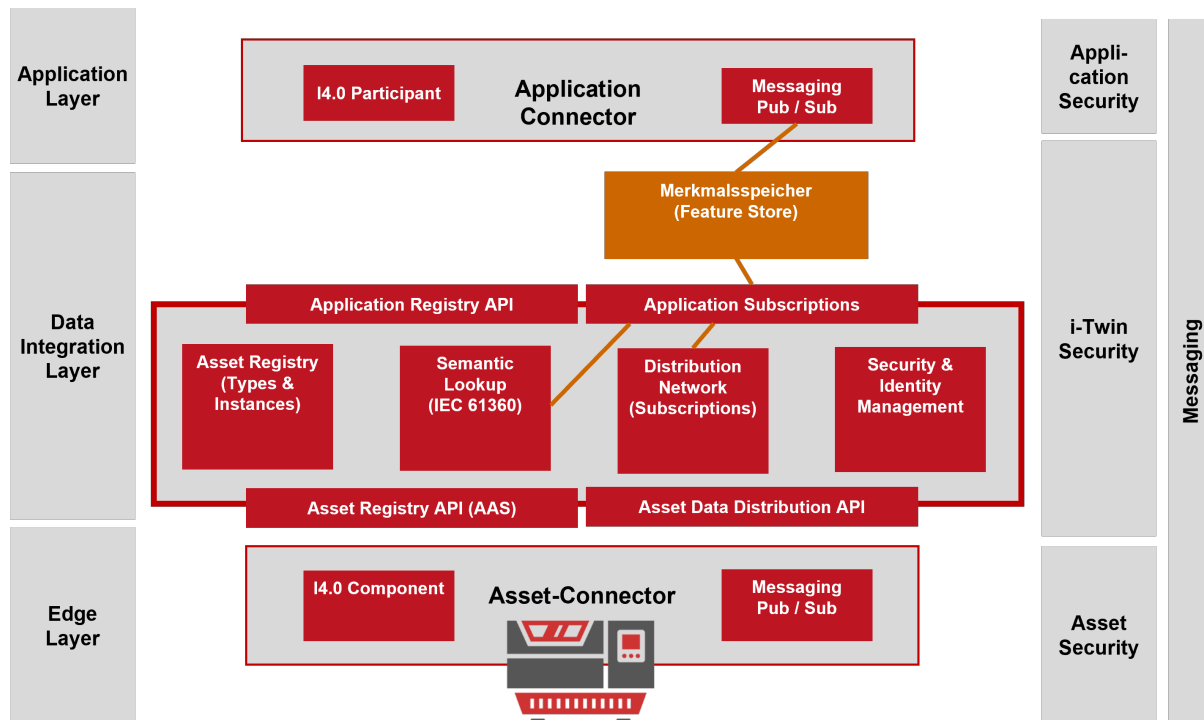 Application
Layer
I4.0 Participant
Application
Connector
Messaging
Pub / Sub
Appli-
cation
Security
Merkmalsspeicher
(Feature Store)
Data
Integration
Layer
Application Registry API
Application Subscriptions
Asset Registry
(Types &
Instances)
Semantic
Lookup
(IEC 61360)
Distribution
Network
(Subscriptions)
Security &
Identity
Management
i-Twin
Security
Messaging
Asset Registry API (AAS)
Asset Data Distribution API
Edge
Layer
I4.0 Component
Asset-Connector
Messaging
Pub / Sub
Asset
Security